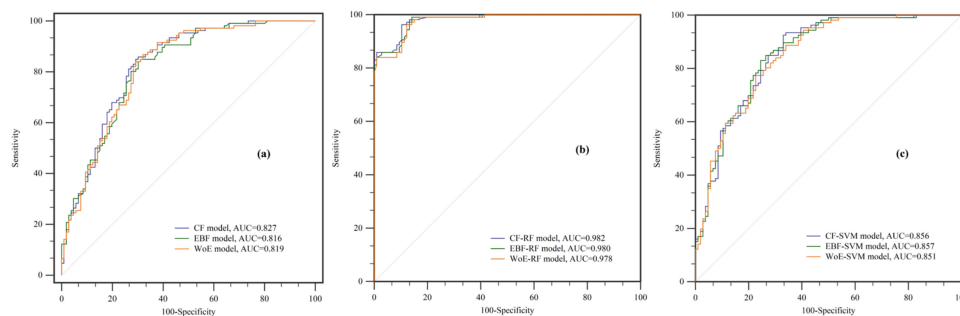 100
80
60
40
20
0
Sensitivity
(a)
CF model, AUC=0.827
EBF model, AUC=0.816
WoE model, AUC=0.819
0 20 40 60 80 100
100-Specificity
100
80
60
40
20
0
Sensitivity
(b)
CF-RF model, AUC=0.982
EBF-RF model, AUC=0.980
WoE-RF model, AUC=0.978
0 20 40 60 80 100
100-Specificity
100
80
60
40
20
0
Sensitivity
(c)
CF-SVM model, AUC=0.856
EBF-SVM model, AUC=0.857
WoE-SVM model, AUC=0.851
0 20 40 60 80 100
100-Specificity